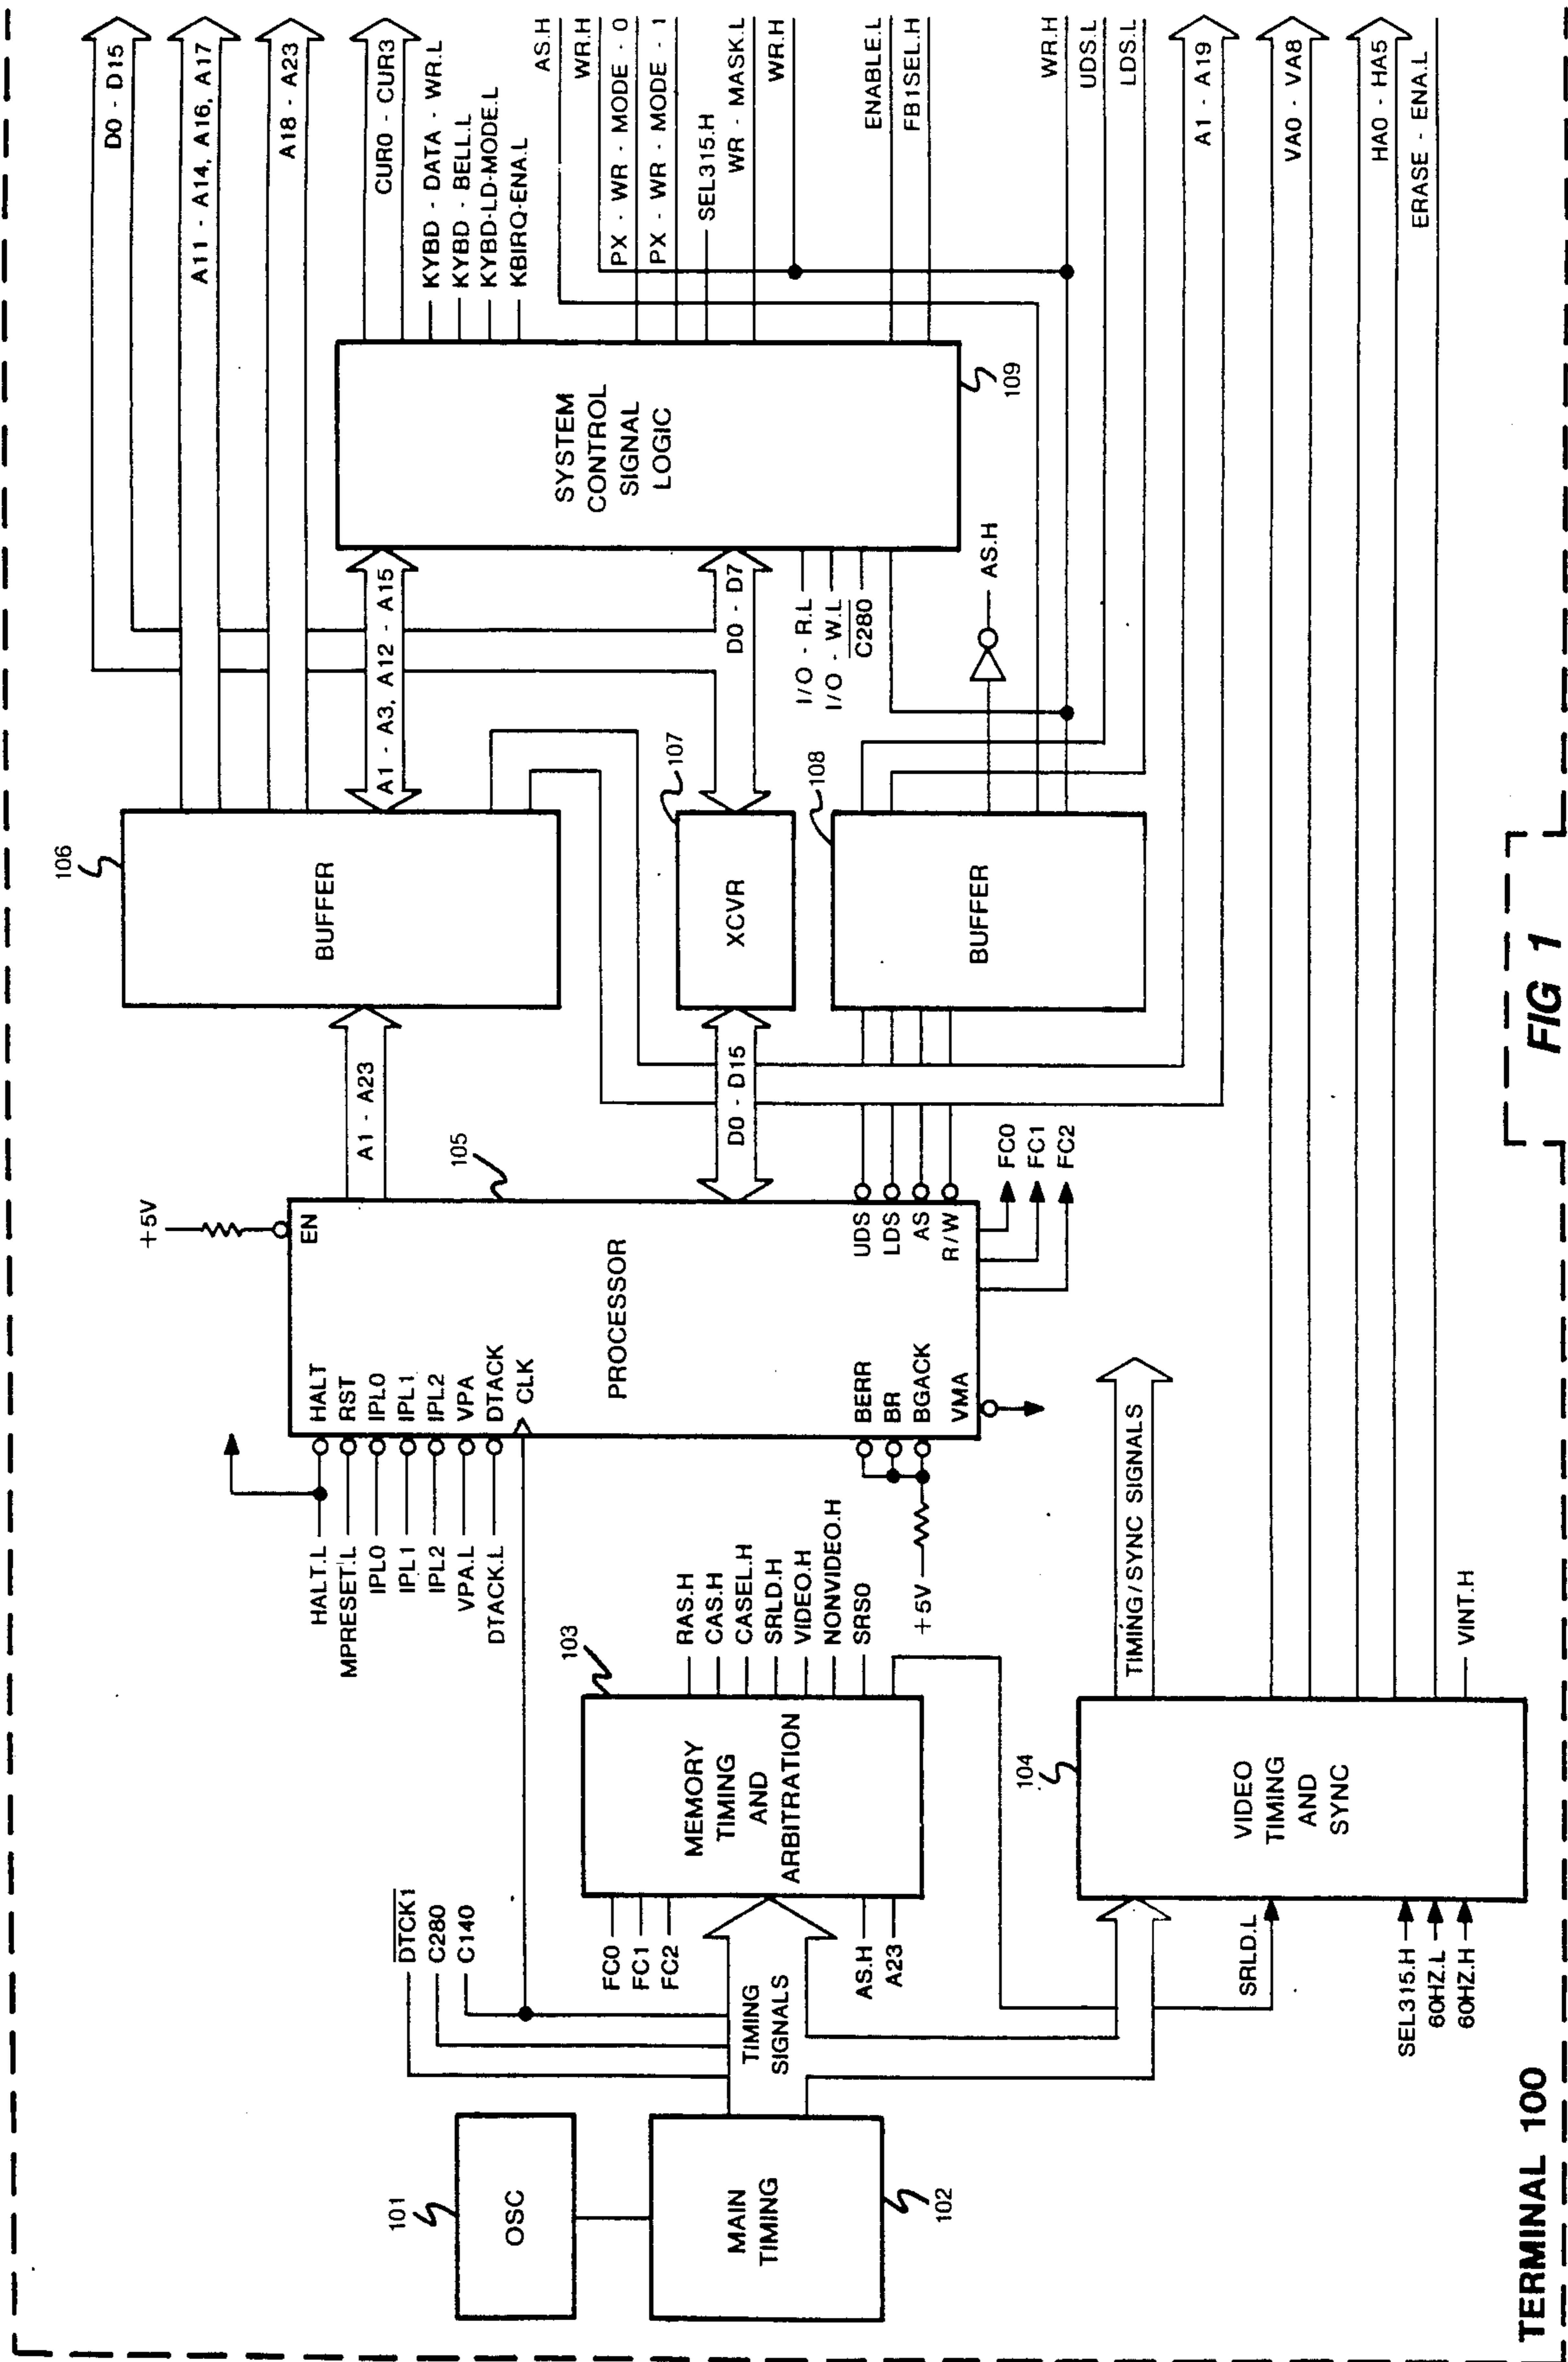 TERMINAL 100
101
OSC
MAIN
TIMING
102
DTCK1
C280
C140
TIMING
SIGNALS
FC0
FC1
FC2
AS.H
A23
103
MEMORY
TIMING
AND
ARBITRATION
RAS.H
CAS.H
CASEL.H
SRLD.H
VIDEO.H
NONVIDEO.H
SRS0
SRLD.L
SEL315.H
60HZ.L
60HZ.H
104
VIDEO
TIMING
AND
SYNC
TIMING/SYNC SIGNALS
VINT.H
HALT.L
MPRESET.L
IPL0
IPL1
IPL2
VPA.L
DTACK.L
+5V
HALT
RST
IPL0
IPL1
IPL2
VPA
DTACK
CLK
BERR
BR
BGACK
VMA
PROCESSOR
105
+5V
EN
UDS
LDS
AS
R/W
FC0
FC1
FC2
A1 - A23
D0 - D15
106
BUFFER
107
XCVR
108
BUFFER
A1 - A3, A12 - A15
D0 - D7
I/O - R.L
I/O - W.L
C280
AS.H
SYSTEM
CONTROL
SIGNAL
LOGIC
109
D0 - D15
A11 - A14, A16, A17
A18 - A23
CUR0 - CUR3
KYBD - DATA - WR.L
KYBD - BELL.L
KYBD-LD-MODE.L
KBIRQ-ENA.L
AS.H
WR.H
PX - WR - MODE - 0
PX - WR - MODE - 1
SEL315.H
WR - MASK.L
WR.H
ENABLE.L
FB1SEL.H
WR.H
UDS.L
LDS.L
A1 - A19
VA0 - VA8
HA0 - HA5
ERASE - ENA.L
FIG 1